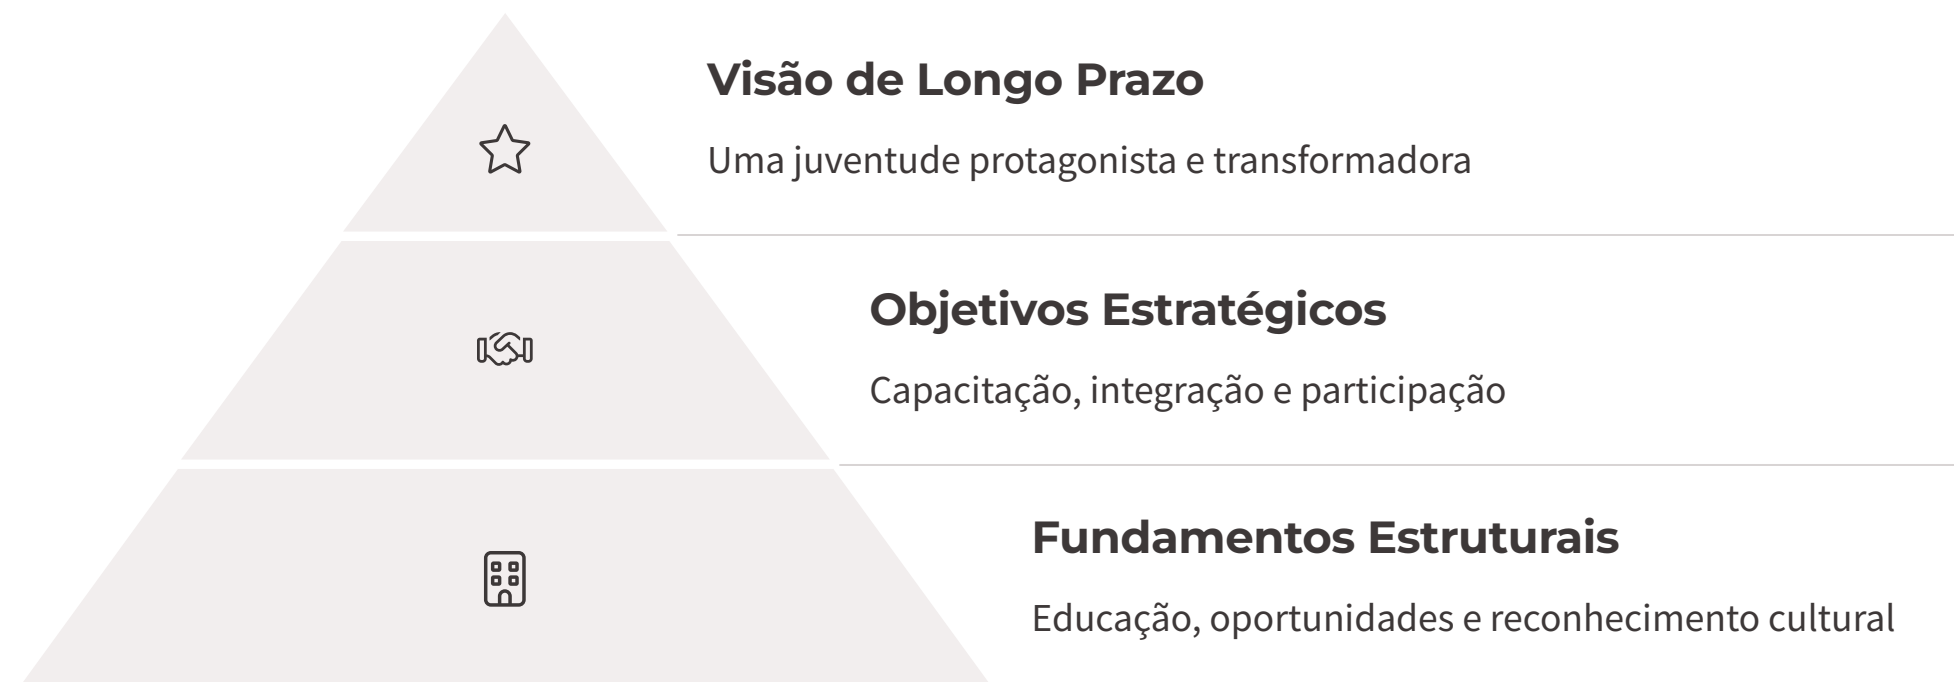 Visão de Longo Prazo
Uma juventude protagonista e transformadora
Objetivos Estratégicos
Capacitação, integração e participação
Fundamentos Estruturais
Educação, oportunidades e reconhecimento cultural